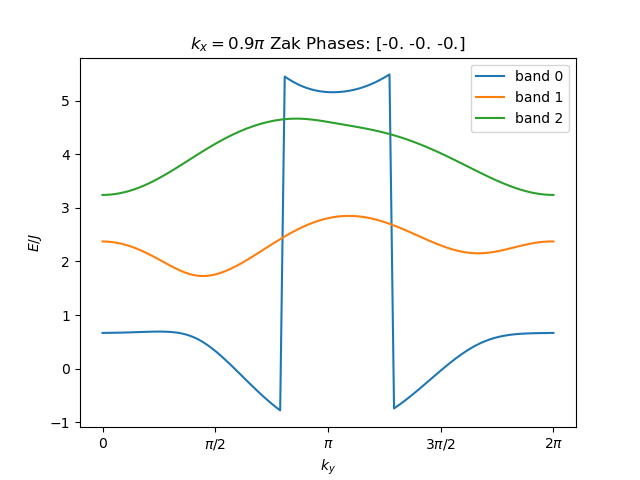 $k_x = 0.9\pi$ Zak Phases: [-0. -0. -0.]
band 0
band 1
band 2
E/J
5
4
3
2
1
0
−1
0
π/2
π
3π/2
2π
$k_y$